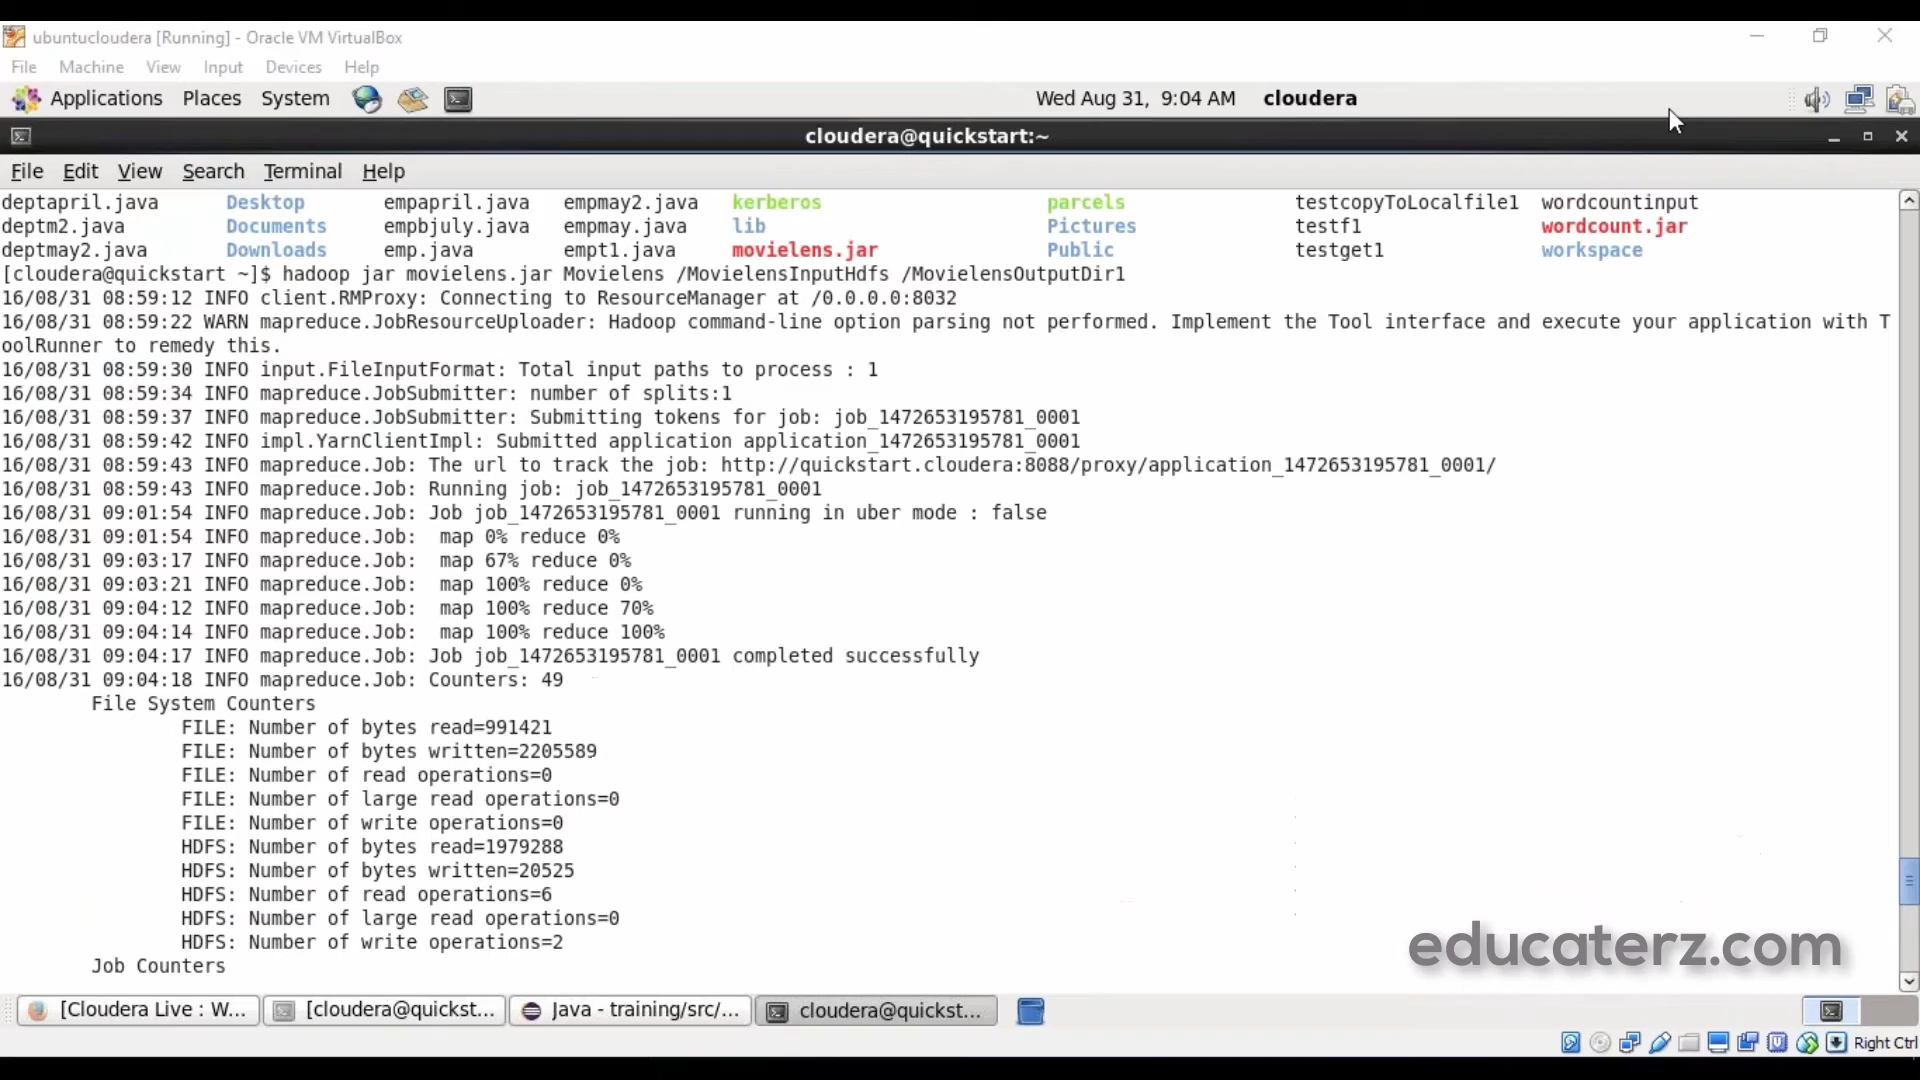 ubuntucloudera [Running] - Oracle VM VirtualBox
File Machine View Input Devices Help
Applications Places System Wed Aug 31, 9:04 AM cloudera
cloudera@quickstart:~
File Edit View Search Terminal Help
deptapril.java Desktop empapril.java empmay2.java kerberos parcels testcopyToLocalfile1 wordcountinput
deptm2.java Documents empbjuly.java empmay.java lib Pictures testf1 wordcount.jar
deptmay2.java Downloads emp.java empt1.java movielens.jar Public testget1 workspace
[cloudera@quickstart ~]$ hadoop jar movielens.jar Movielens /MovielensInputHdfs /MovielensOutputDir1
16/08/31 08:59:12 INFO client.RMProxy: Connecting to ResourceManager at /0.0.0.0:8032
16/08/31 08:59:22 WARN mapreduce.JobResourceUploader: Hadoop command-line option parsing not performed. Implement the Tool interface and execute your application with T
oolRunner to remedy this.
16/08/31 08:59:30 INFO input.FileInputFormat: Total input paths to process : 1
16/08/31 08:59:34 INFO mapreduce.JobSubmitter: number of splits:1
16/08/31 08:59:37 INFO mapreduce.JobSubmitter: Submitting tokens for job: job_1472653195781_0001
16/08/31 08:59:42 INFO impl.YarnClientImpl: Submitted application application_1472653195781_0001
16/08/31 08:59:43 INFO mapreduce.Job: The url to track the job: http://quickstart.cloudera:8088/proxy/application_1472653195781_0001/
16/08/31 08:59:43 INFO mapreduce.Job: Running job: job_1472653195781_0001
16/08/31 09:01:54 INFO mapreduce.Job: Job job_1472653195781_0001 running in uber mode : false
16/08/31 09:01:54 INFO mapreduce.Job:  map 0% reduce 0%
16/08/31 09:03:17 INFO mapreduce.Job:  map 67% reduce 0%
16/08/31 09:03:21 INFO mapreduce.Job:  map 100% reduce 0%
16/08/31 09:04:12 INFO mapreduce.Job:  map 100% reduce 70%
16/08/31 09:04:14 INFO mapreduce.Job:  map 100% reduce 100%
16/08/31 09:04:17 INFO mapreduce.Job: Job job_1472653195781_0001 completed successfully
16/08/31 09:04:18 INFO mapreduce.Job: Counters: 49
File System Counters
FILE: Number of bytes read=991421
FILE: Number of bytes written=2205589
FILE: Number of read operations=0
FILE: Number of large read operations=0
FILE: Number of write operations=0
HDFS: Number of bytes read=1979288
HDFS: Number of bytes written=20525
HDFS: Number of read operations=6
HDFS: Number of large read operations=0
HDFS: Number of write operations=2
Job Counters
educaterz.com
[Cloudera Live : W... [cloudera@quickst... Java - training/src/... cloudera@quickst...
Right Ctrl